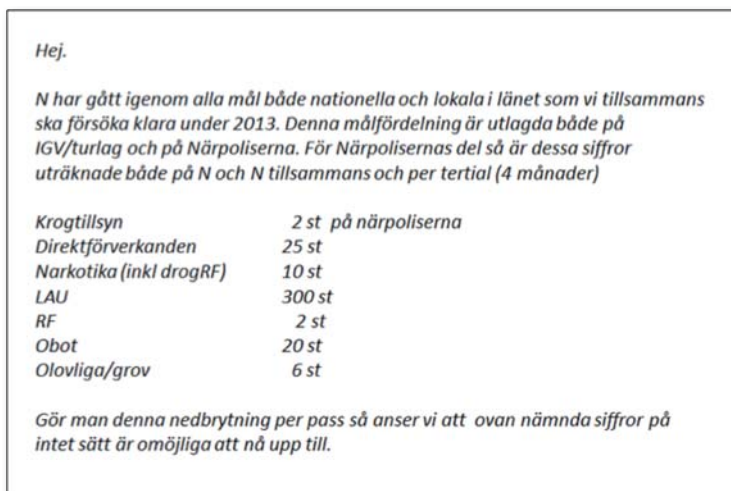 Hej.
N har gått igenom alla mål både nationella och lokala i länet som vi tillsammans
ska försöka klara under 2013. Denna målfördelning är utlagda både på
IGV/turlag och på Närpoliserna. För Närpolisernas del så är dessa siffror
uträknade både på N och N tillsammans och per tertial (4 månader)
Krogtillsyn 2 st på närpoliserna
Direktförverkanden 25 st
Narkotika (inkl drogRF) 10 st
LAU 300 st
RF 2 st
Obot 20 st
Olovliga/grov 6 st
Gör man denna nedbrytning per pass så anser vi att ovan nämnda siffror på
intet sätt är omöjliga att nå upp till.